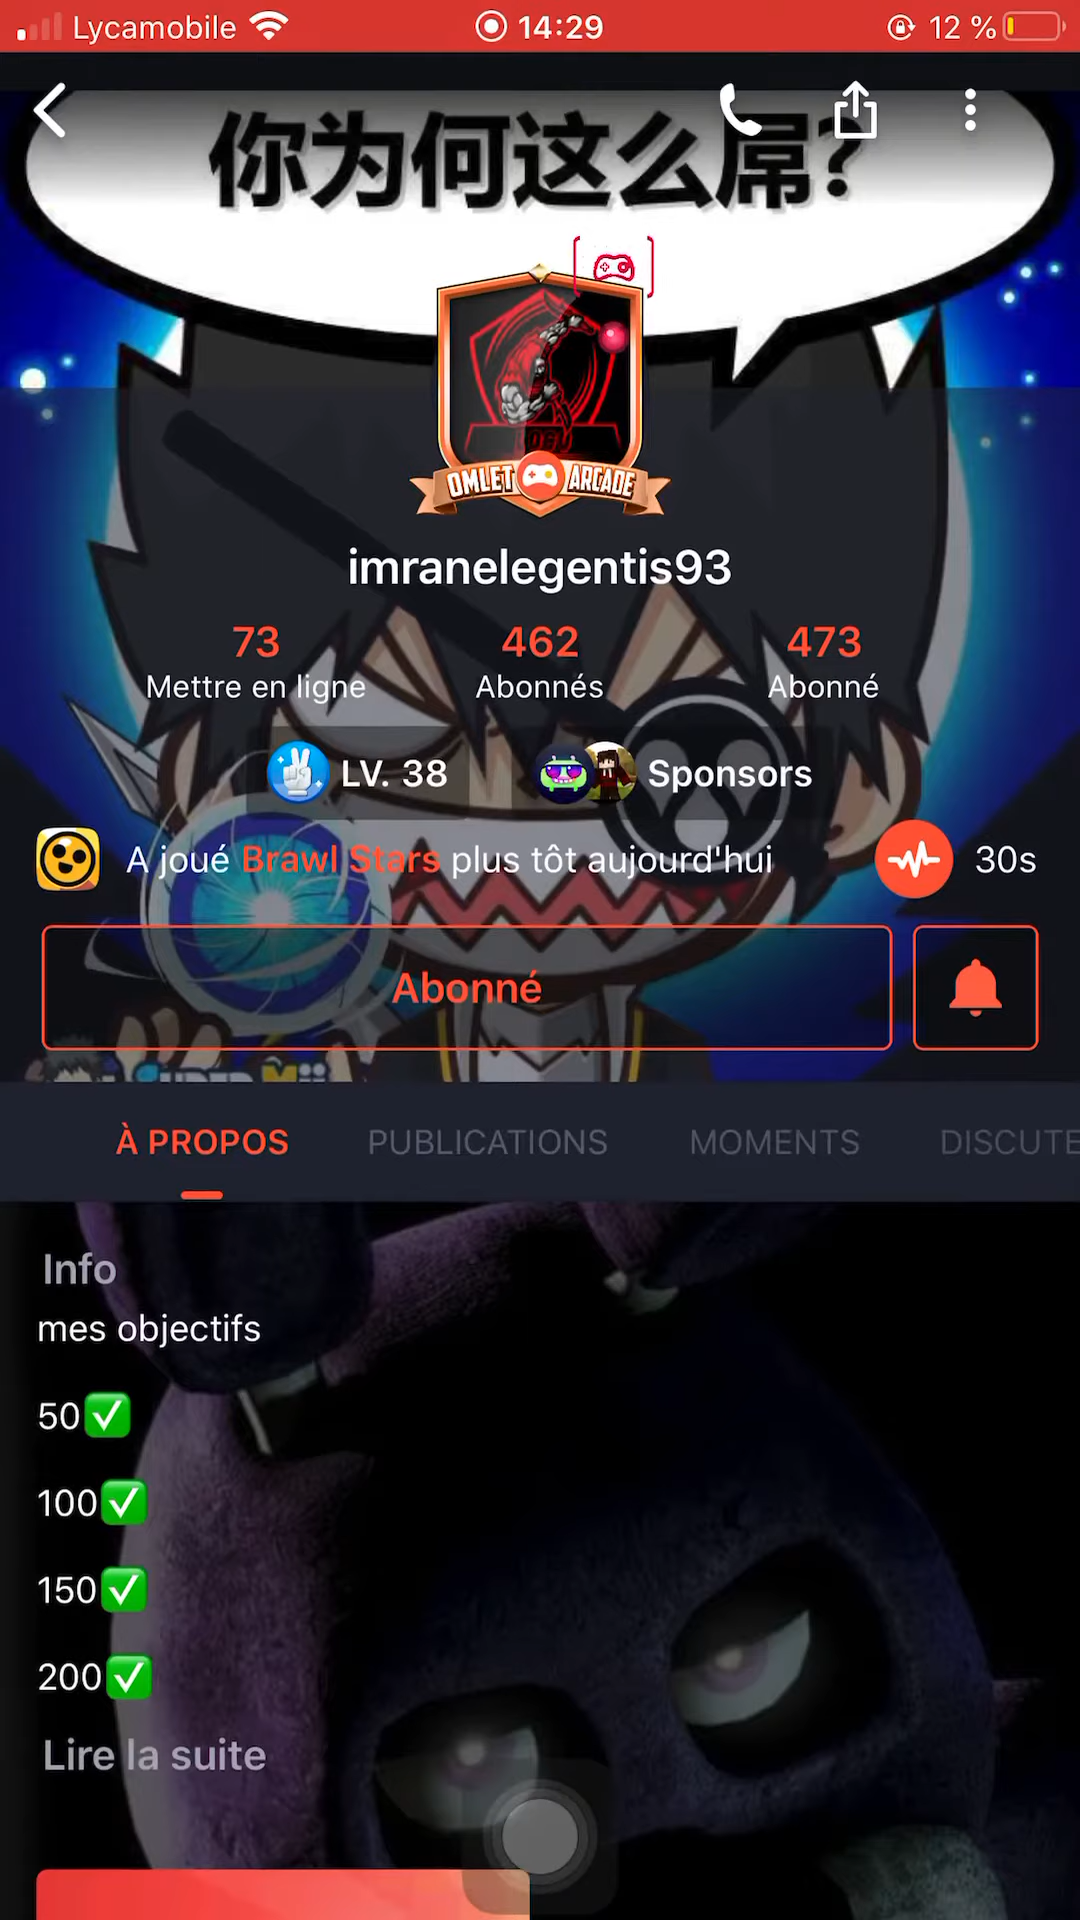 Lycamobile 14:29 12 %
你为何这么屌?
OMLET ARCADE
imranelegentis93
73 462 473
Mettre en ligne Abonnés Abonné
LV. 38 Sponsors
A joué Brawl Stars plus tôt aujourd'hui 30s
Abonné
À PROPOS PUBLICATIONS MOMENTS DISCUTE
Info
mes objectifs
50✅
100✅
150✅
200✅
Lire la suite